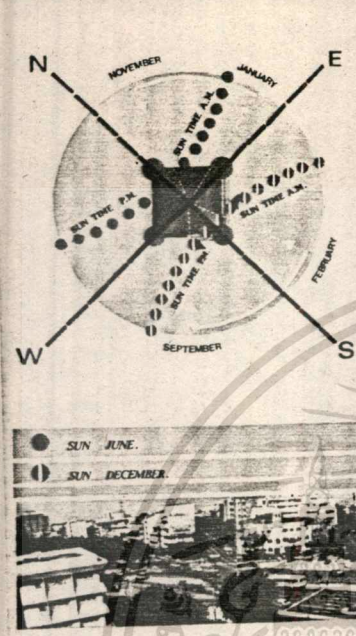 N
E
NOVEMBER
JANUARY
SUN TIME A.M.
SUN TIME P.M.
SUN TIME A.M.
SUN TIME P.M.
FEBRUARY
SEPTEMBER
W
S
SUN JUNE.
SUN DECEMBER.